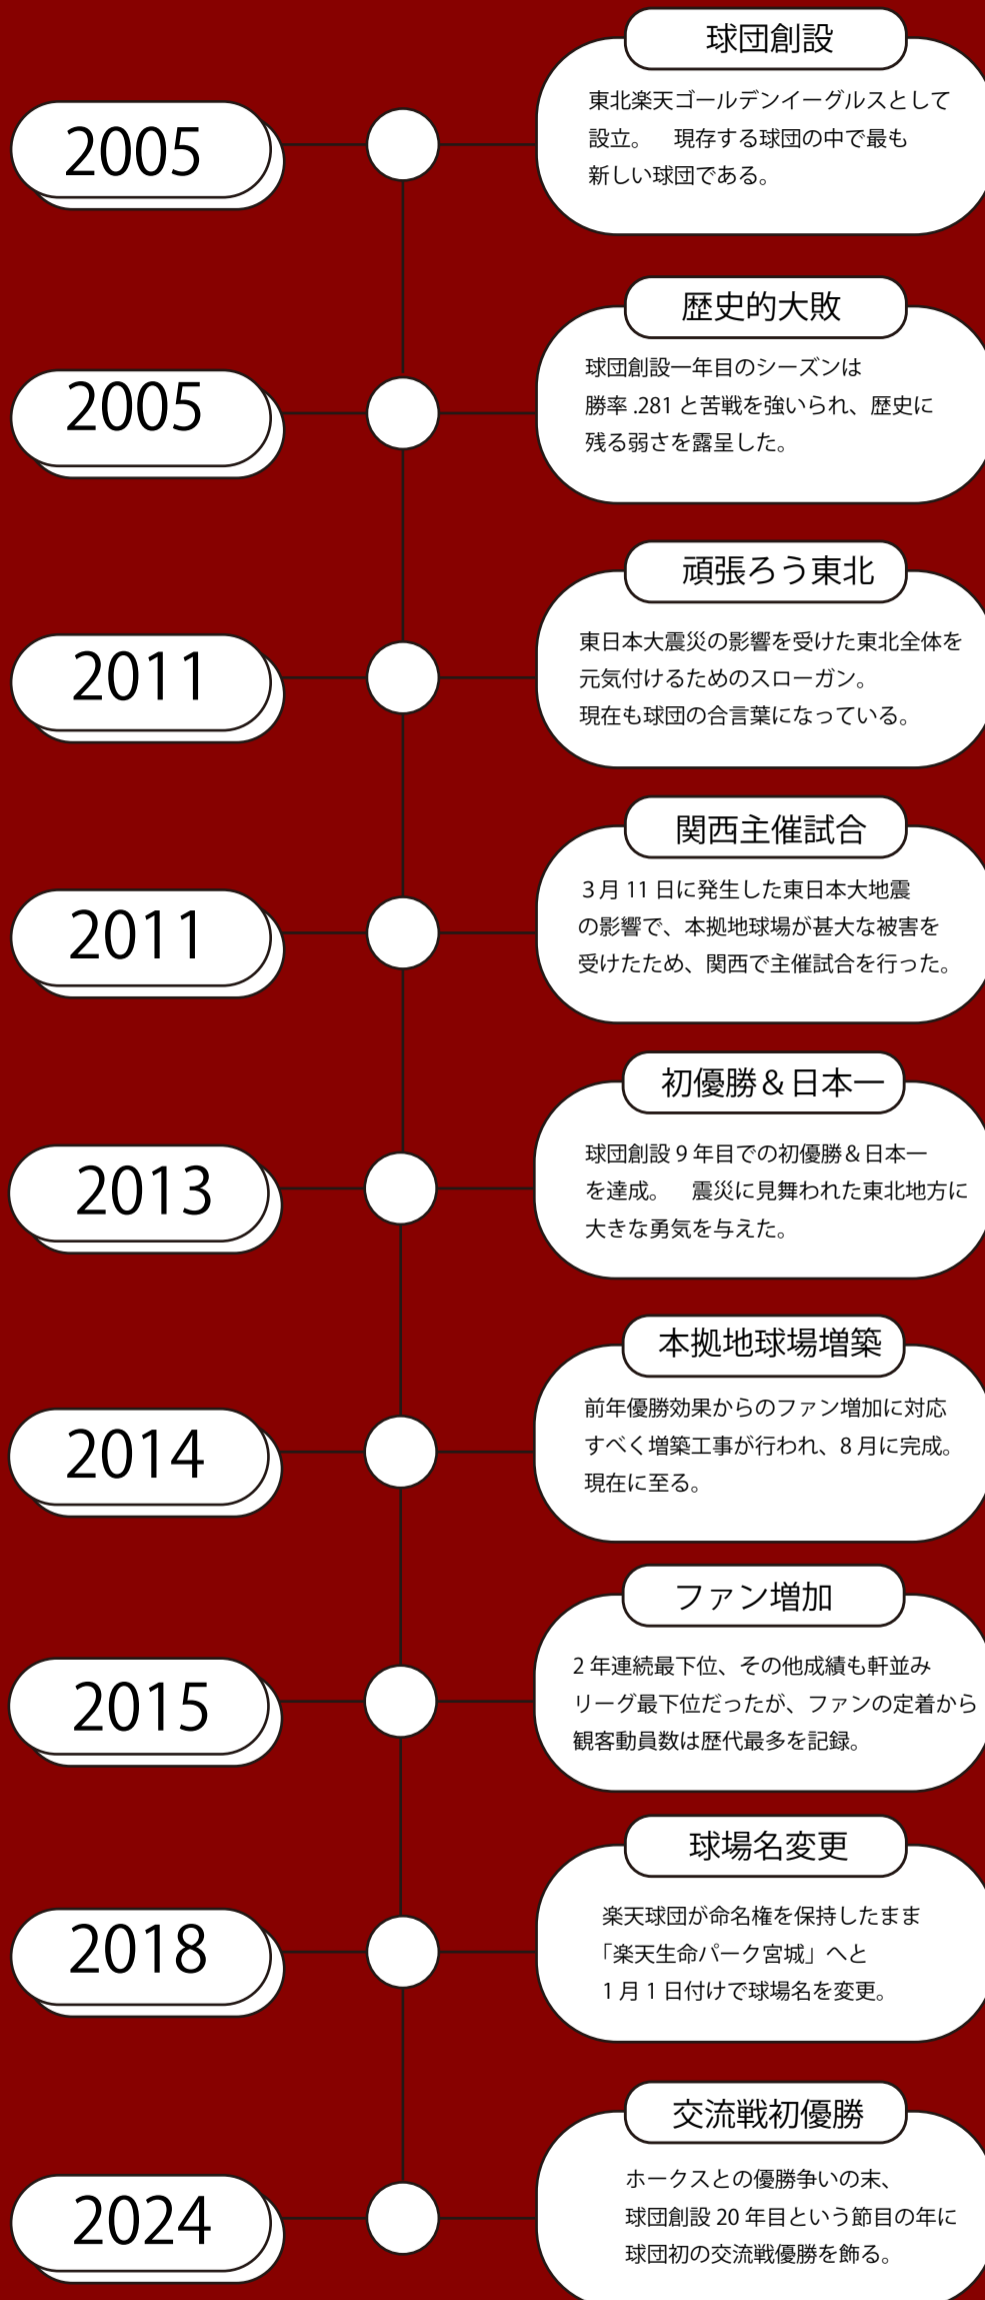 球団創設
2005
東北楽天ゴールデンイーグルスとして
設立。　現存する球団の中で最も
新しい球団である。
歴史的大敗
2005
球団創設一年目のシーズンは
勝率 .281 と苦戦を強いられ、歴史に
残る弱さを露呈した。
頑張ろう東北
2011
東日本大震災の影響を受けた東北全体を
元気付けるためのスローガン。
現在も球団の合言葉になっている。
関西主催試合
2011
3 月 11 日に発生した東日本大地震
の影響で、本拠地球場が甚大な被害を
受けたため、関西で主催試合を行った。
初優勝＆日本一
2013
球団創設 9 年目での初優勝＆日本一
を達成。　震災に見舞われた東北地方に
大きな勇気を与えた。
本拠地球場増築
2014
前年優勝効果からのファン増加に対応
すべく増築工事が行われ、8 月に完成。
現在に至る。
ファン増加
2015
2 年連続最下位、その他成績も軒並み
リーグ最下位だったが、ファンの定着から
観客動員数は歴代最多を記録。
球場名変更
2018
楽天球団が命名権を保持したまま
「楽天生命パーク宮城」へと
1 月 1 日付けで球場名を変更。
交流戦初優勝
2024
ホークスとの優勝争いの末、
球団創設 20 年目という節目の年に
球団初の交流戦優勝を飾る。